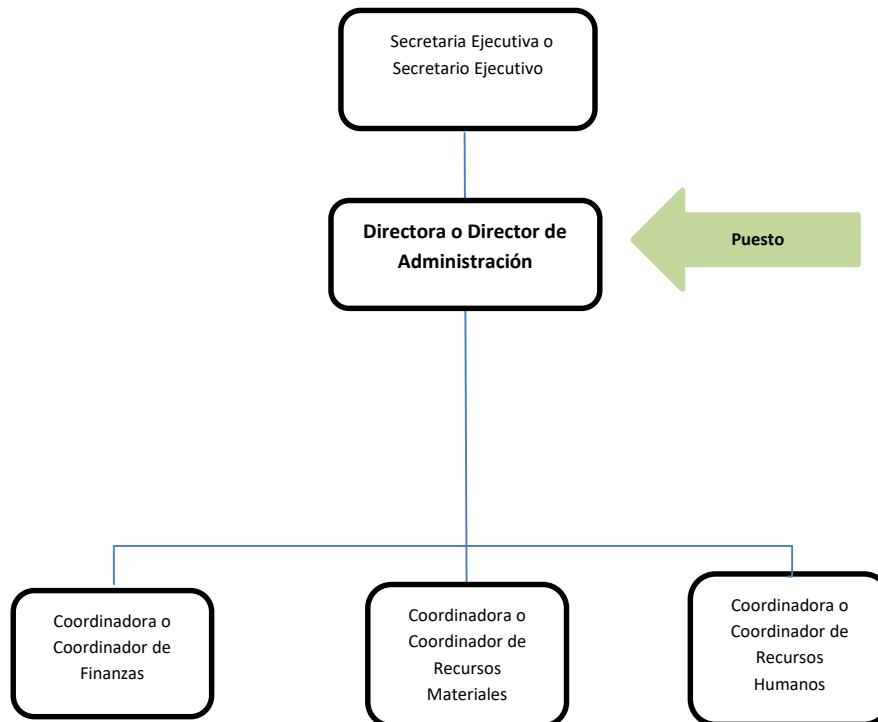 Secretaria Ejecutiva o
Secretario Ejecutivo
Directora o Director de
Administración
Puesto
Coordinadora o
Coordinador de
Finanzas
Coordinadora o
Coordinador de
Recursos
Materiales
Coordinadora o
Coordinador de
Recursos
Humanos